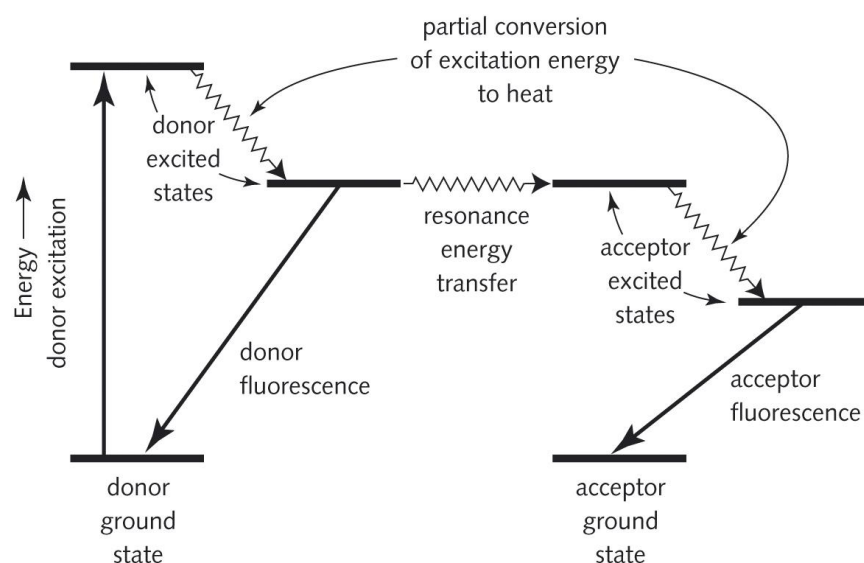 partial conversion
of excitation energy
to heat
donor
excited
states
Energy
donor excitation
resonance
energy
transfer
acceptor
excited
states
donor
fluorescence
acceptor
fluorescence
donor
ground
state
acceptor
ground
state